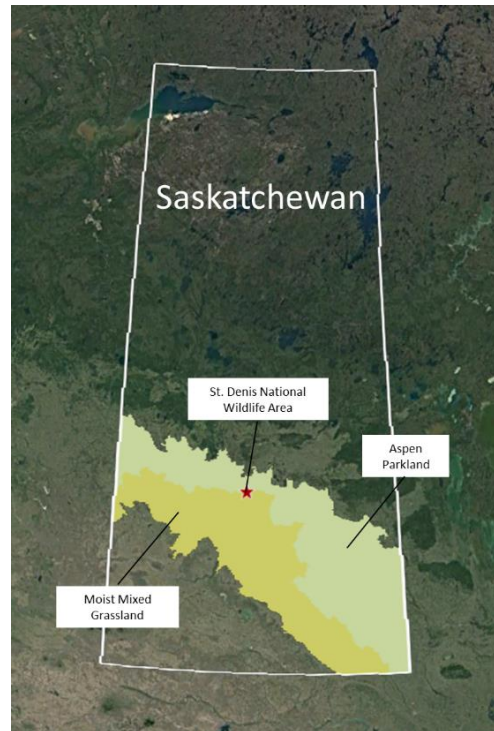 Saskatchewan
St. Denis National
Wildlife Area
Aspen
Parkland
Moist Mixed
Grassland